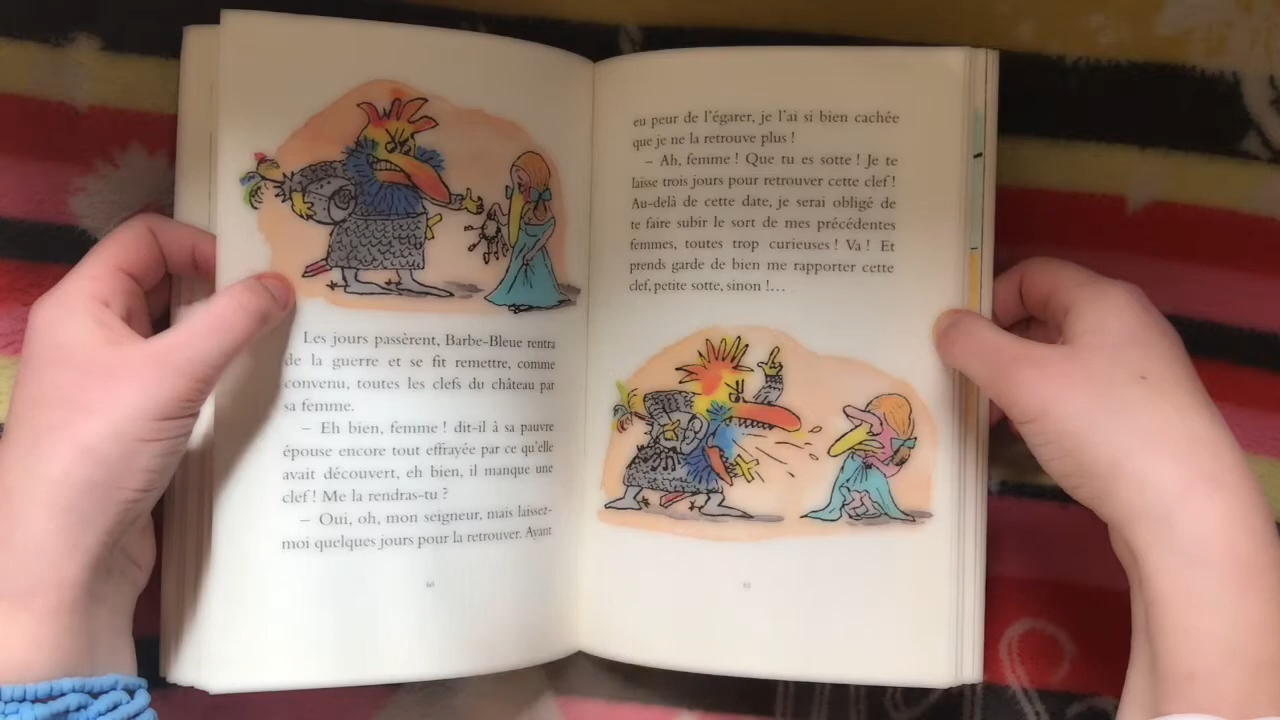 Les jours passèrent, Barbe-Bleue rentra
de la guerre et se fit remettre, comme
convenu, toutes les clefs du château par
sa femme.
– Eh bien, femme ! dit-il à sa pauvre
épouse encore tout effrayée par ce qu'elle
avait découvert, eh bien, il manque une
clef ! Me la rendras-tu ?
– Oui, oh, mon seigneur, mais laissez-
moi quelques jours pour la retrouver. Ayant
eu peur de l'égarer, je l'ai si bien cachée
que je ne la retrouve plus !
– Ah, femme ! Que tu es sotte ! Je te
laisse trois jours pour retrouver cette clef !
Au-delà de cette date, je serai obligé de
te faire subir le sort de mes précédentes
femmes, toutes trop curieuses ! Va ! Et
prends garde de bien me rapporter cette
clef, petite sotte, sinon !…